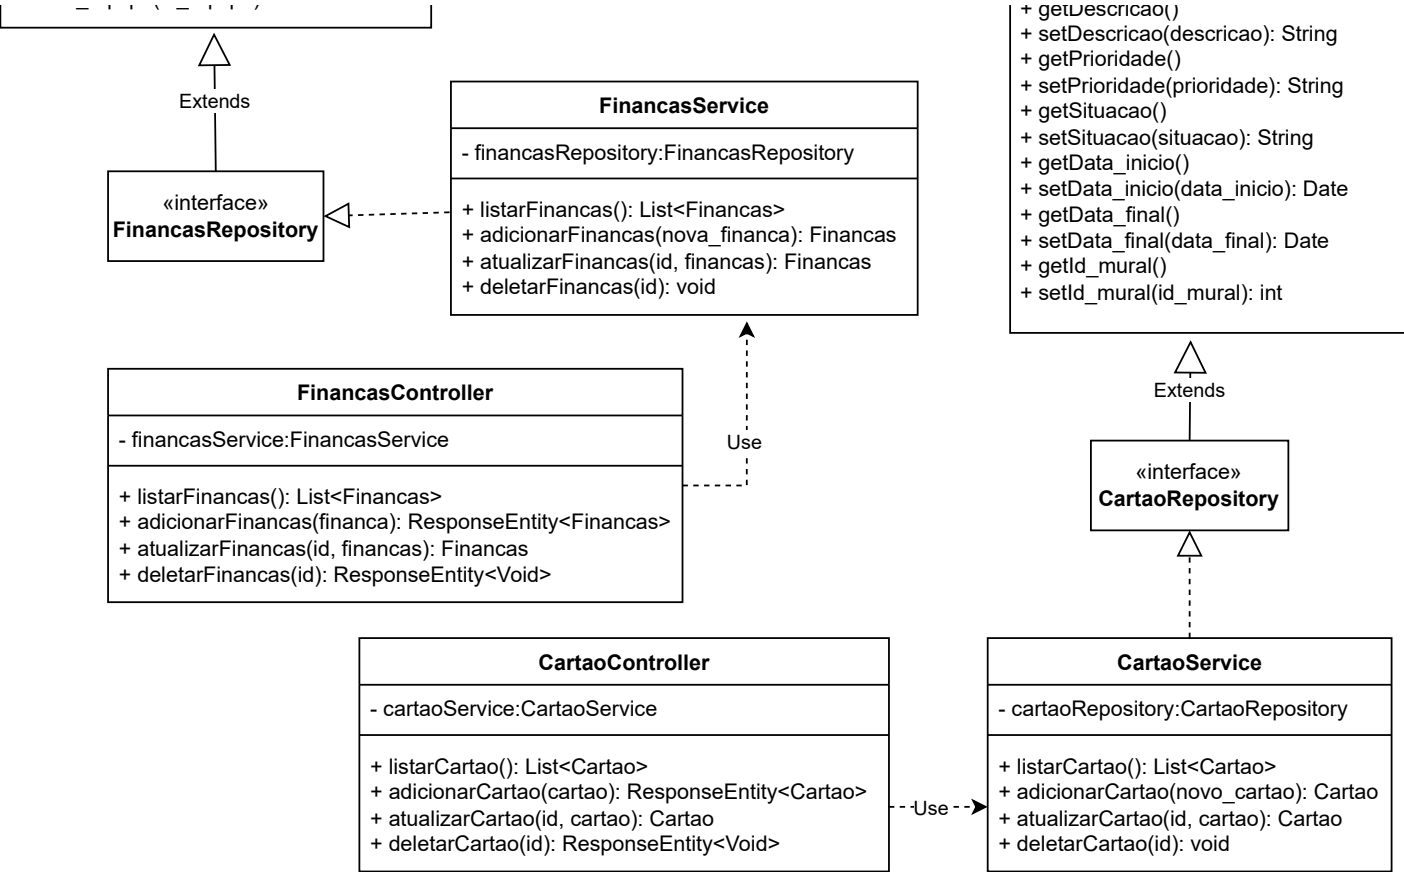 Extends
«interface»
FinancasRepository
FinancasService
- financasRepository:FinancasRepository
+ listarFinancas(): List<Financas>
+ adicionarFinancas(nova_financa): Financas
+ atualizarFinancas(id, financas): Financas
+ deletarFinancas(id): void
FinancasController
- financasService:FinancasService
+ listarFinancas(): List<Financas>
+ adicionarFinancas(financa): ResponseEntity<Financas>
+ atualizarFinancas(id, financas): Financas
+ deletarFinancas(id): ResponseEntity<Void>
Use
+ getDescricao()
+ setDescricao(descricao): String
+ getPrioridade()
+ setPrioridade(prioridade): String
+ getSituacao()
+ setSituacao(situacao): String
+ getData_inicio()
+ setData_inicio(data_inicio): Date
+ getData_final()
+ setData_final(data_final): Date
+ getId_mural()
+ setId_mural(id_mural): int
Extends
«interface»
CartaoRepository
CartaoController
- cartaoService:CartaoService
+ listarCartao(): List<Cartao>
+ adicionarCartao(cartao): ResponseEntity<Cartao>
+ atualizarCartao(id, cartao): Cartao
+ deletarCartao(id): ResponseEntity<Void>
Use
CartaoService
- cartaoRepository:CartaoRepository
+ listarCartao(): List<Cartao>
+ adicionarCartao(novo_cartao): Cartao
+ atualizarCartao(id, cartao): Cartao
+ deletarCartao(id): void